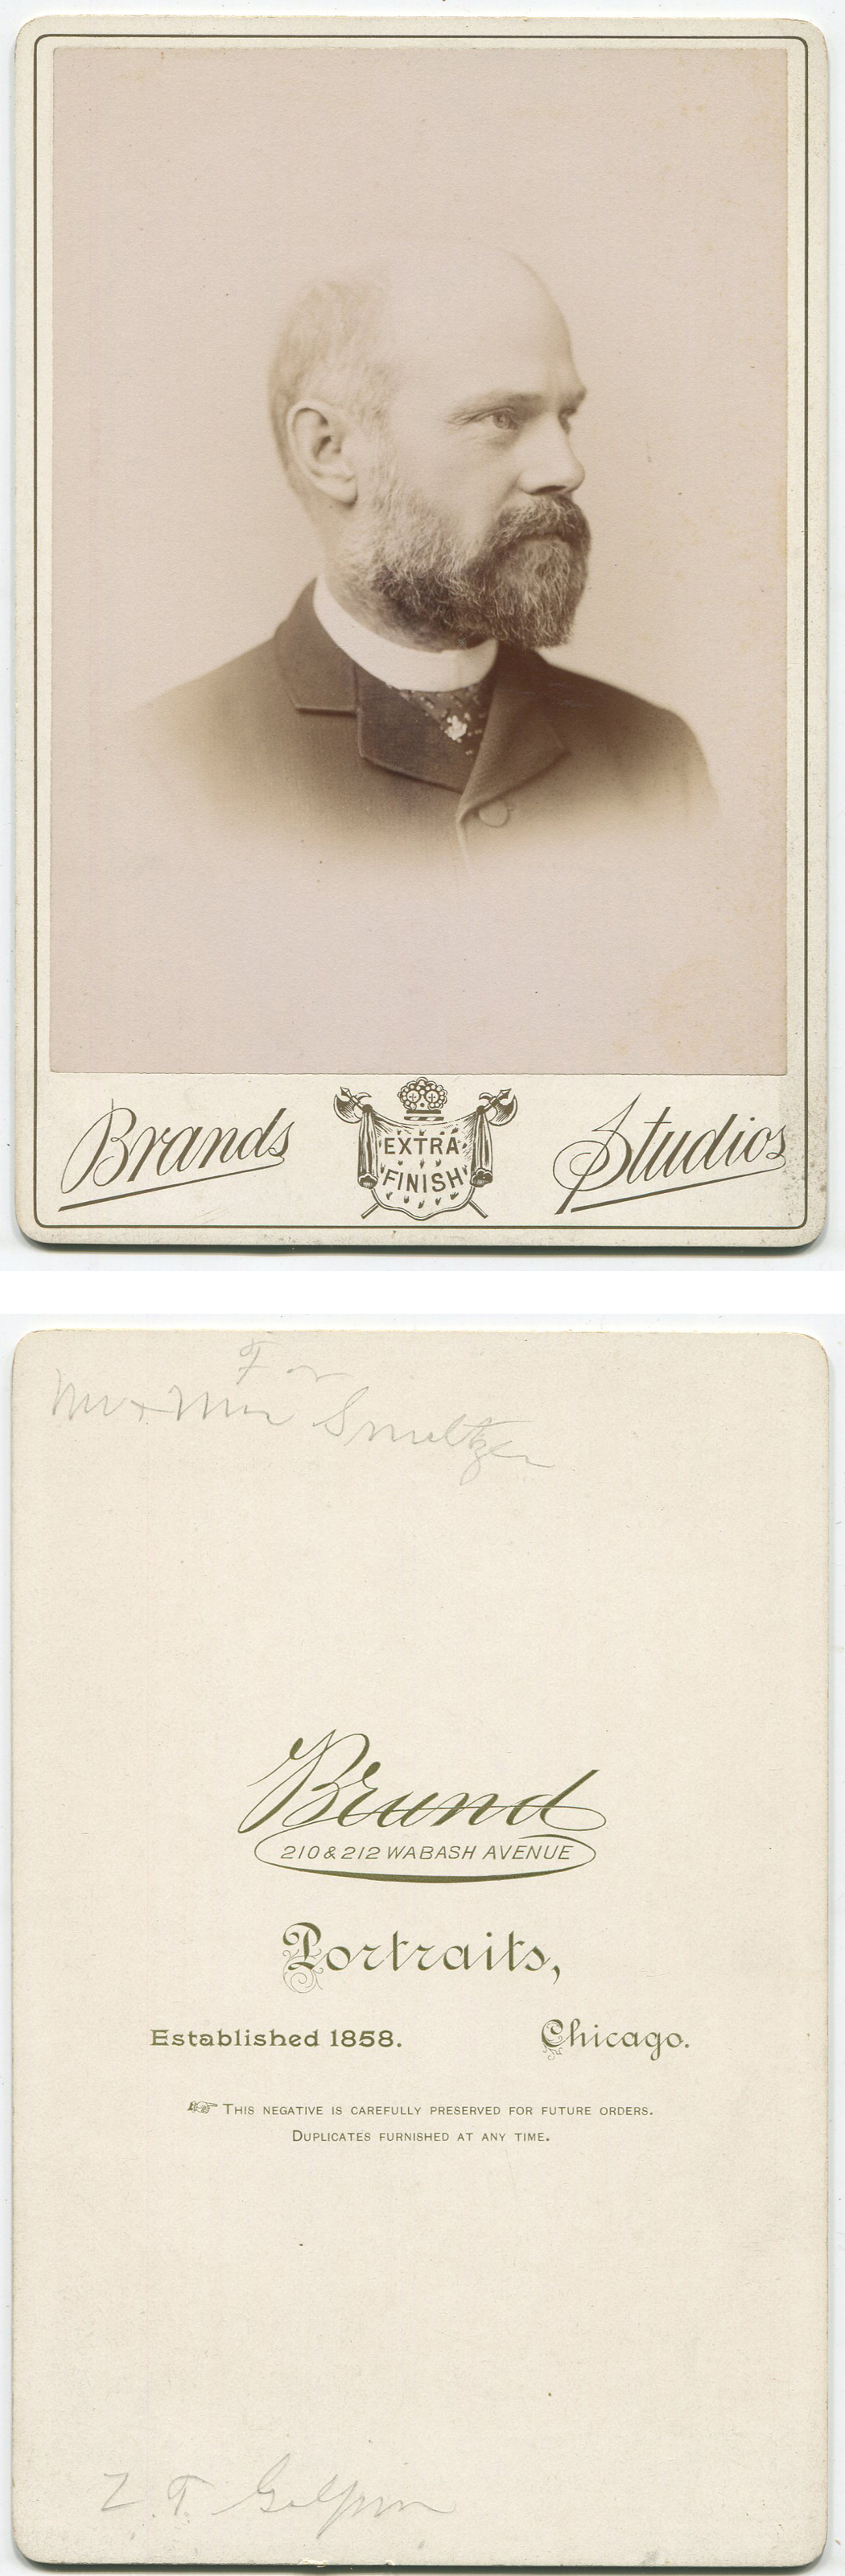 Brands EXTRA FINISH Studios
For
Mr + Mrs Smeltzer
Brand
210 & 212 WABASH AVENUE
Portraits,
Established 1858. Chicago.
THIS NEGATIVE IS CAREFULLY PRESERVED FOR FUTURE ORDERS.
DUPLICATES FURNISHED AT ANY TIME.
Z. T. Galpin